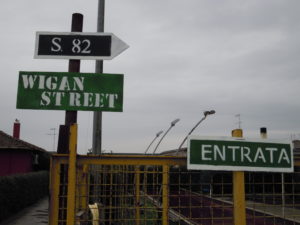 S. 82
WIGAN
STREET
ENTRATA